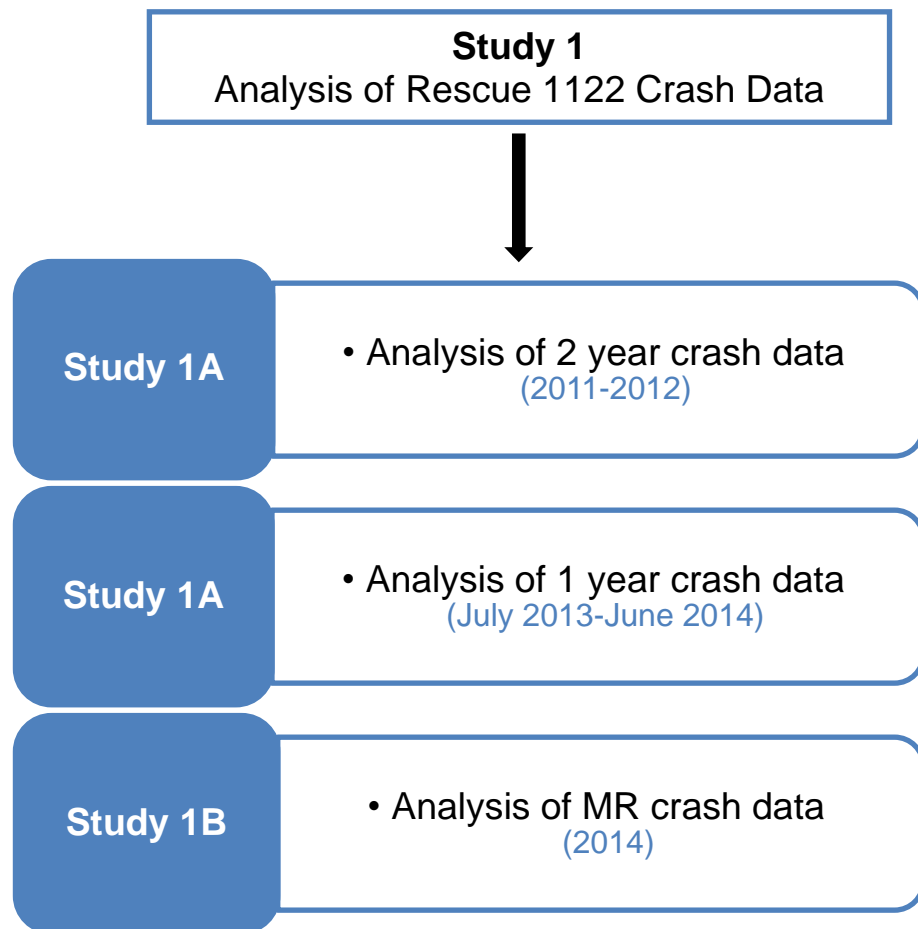 Study 1
Analysis of Rescue 1122 Crash Data
Study 1A
• Analysis of 2 year crash data
(2011-2012)
Study 1A
• Analysis of 1 year crash data
(July 2013-June 2014)
Study 1B
• Analysis of MR crash data
(2014)